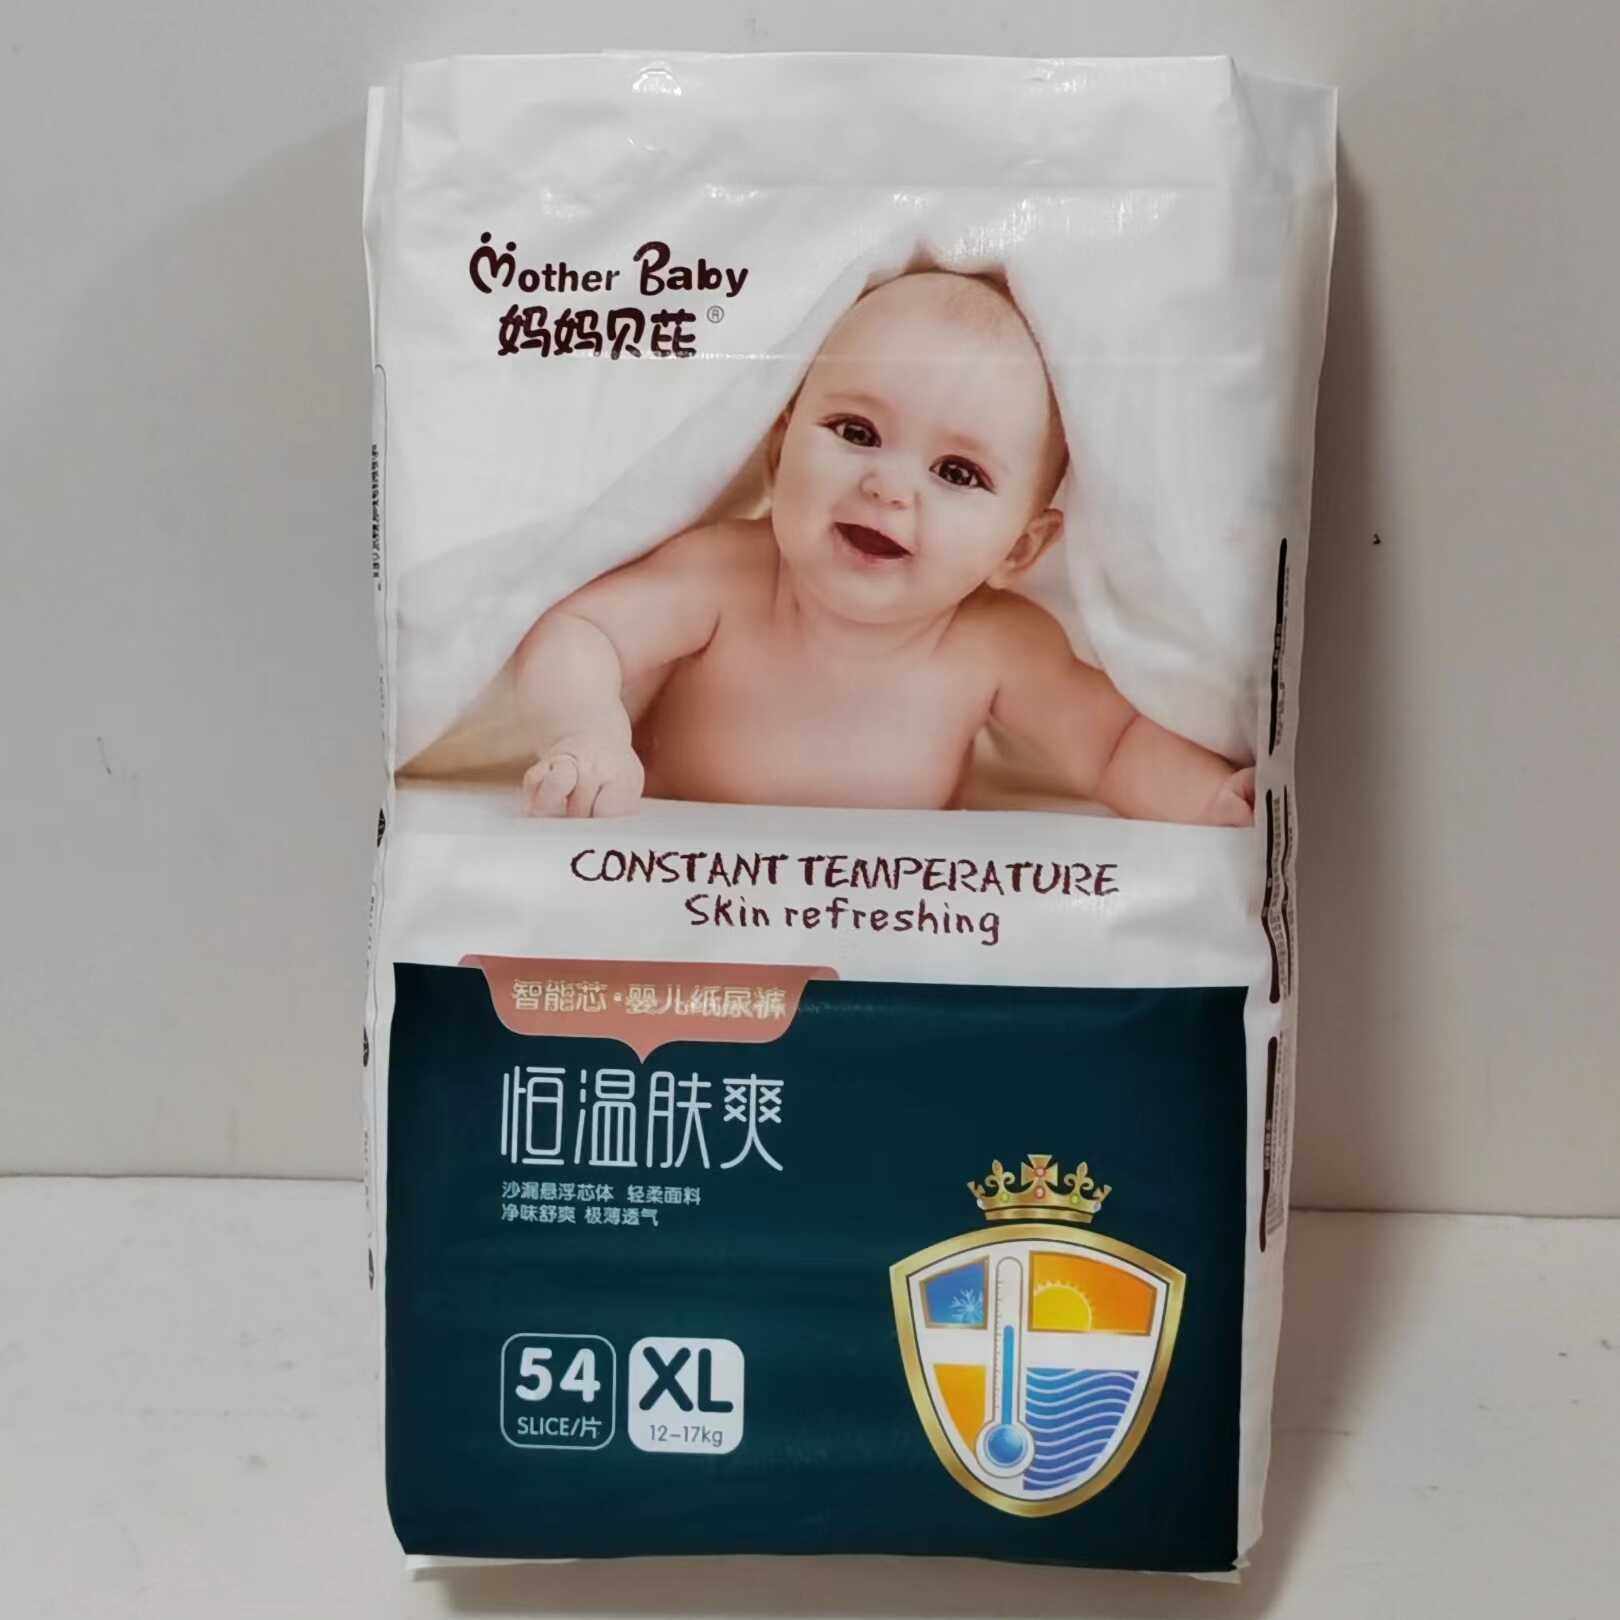 Mother Baby
妈妈贝芘®
CONSTANT TEMPERATURE
Skin refreshing
智能芯·婴儿纸尿裤
恒温肤爽
沙漏悬浮芯体 轻柔面料
净味舒爽 极薄透气
54
SLICE/片
XL
12-17kg